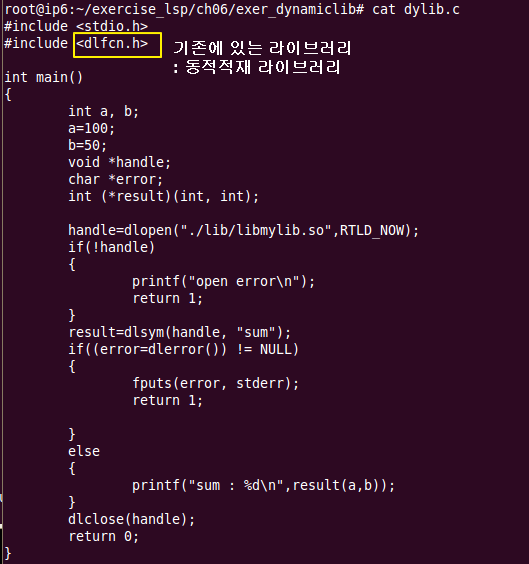 root@ip6:~/exercise_lsp/ch06/exer_dynamiclib# cat dylib.c
#include <stdio.h>
#include <dlfcn.h>
기존에 있는 라이브러리
: 동적적재 라이브러리
int main()
{
        int a, b;
        a=100;
        b=50;
        void *handle;
        char *error;
        int (*result)(int, int);

        handle=dlopen("./lib/libmylib.so",RTLD_NOW);
        if(!handle)
        {
                printf("open error\n");
                return 1;
        }
        result=dlsym(handle, "sum");
        if((error=dlerror()) != NULL)
        {
                fputs(error, stderr);
                return 1;

        }
        else
        {
                printf("sum : %d\n",result(a,b));
        }
        dlclose(handle);
        return 0;
}